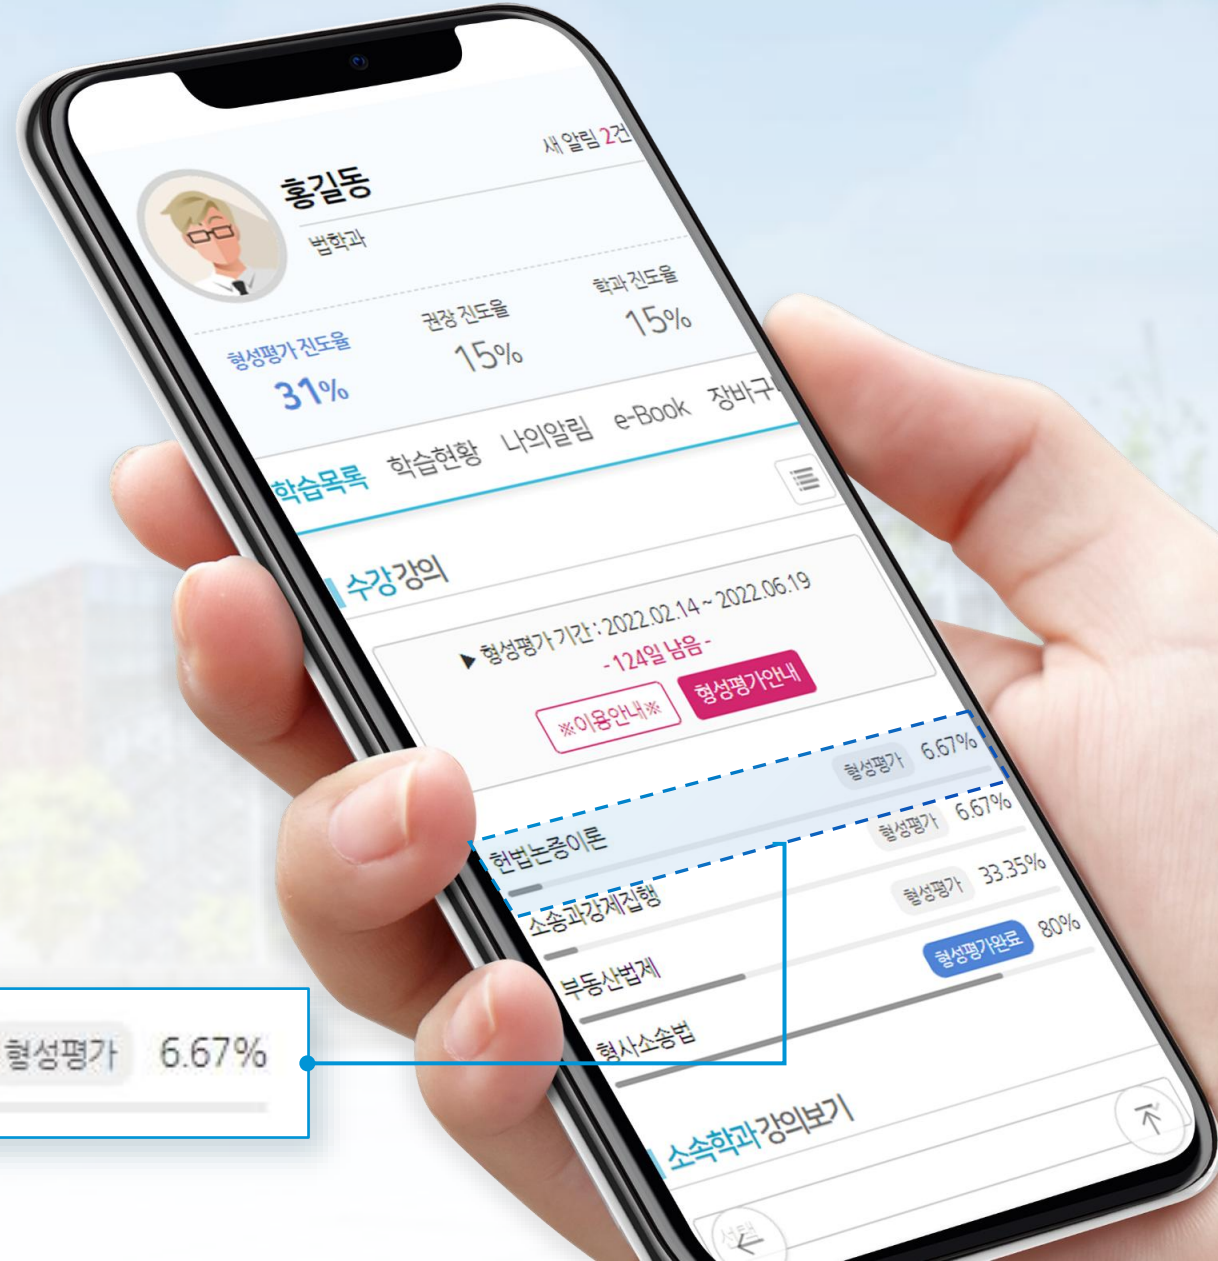 새 알림 2건
홍길동
법학과
형성평가 진도율 권장 진도율 학과 진도율
31% 15% 15%
학습목록 학습현황 나의알림 e-Book 장바구
수강강의
▶ 형성평가 기간 : 2022.02.14 ~ 2022.06.19
- 124일 남음 -
※이용안내※ 형성평가안내
헌법논증이론 형성평가 6.67%
소송과강제집행 형성평가 6.67%
부동산법제 형성평가 33.35%
형사소송법 형성평가완료 80%
형성평가 6.67%
소속학과 강의보기
선택